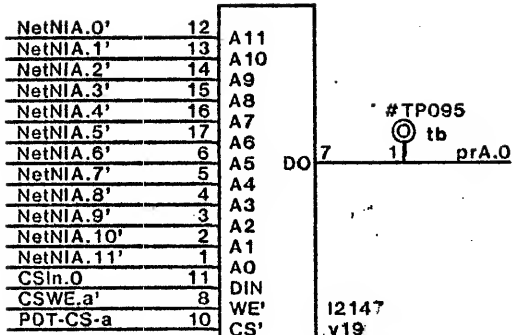 NetNIA.0' 12 A11
NetNIA.1' 13 A10
NetNIA.2' 14 A9
NetNIA.3' 15 A8
NetNIA.4' 16 A7
NetNIA.5' 17 A6
NetNIA.6' 6 A5
NetNIA.7' 5 A4
NetNIA.8' 4 A3
NetNIA.9' 3 A2
NetNIA.10' 2 A1
NetNIA.11' 1 A0
CSIn.0 11 DIN
CSWE.a' 8 WE'
PDT-CS-a 10 CS'
#TP095
tb
DO 7 1 prA.0
I2147
.v19